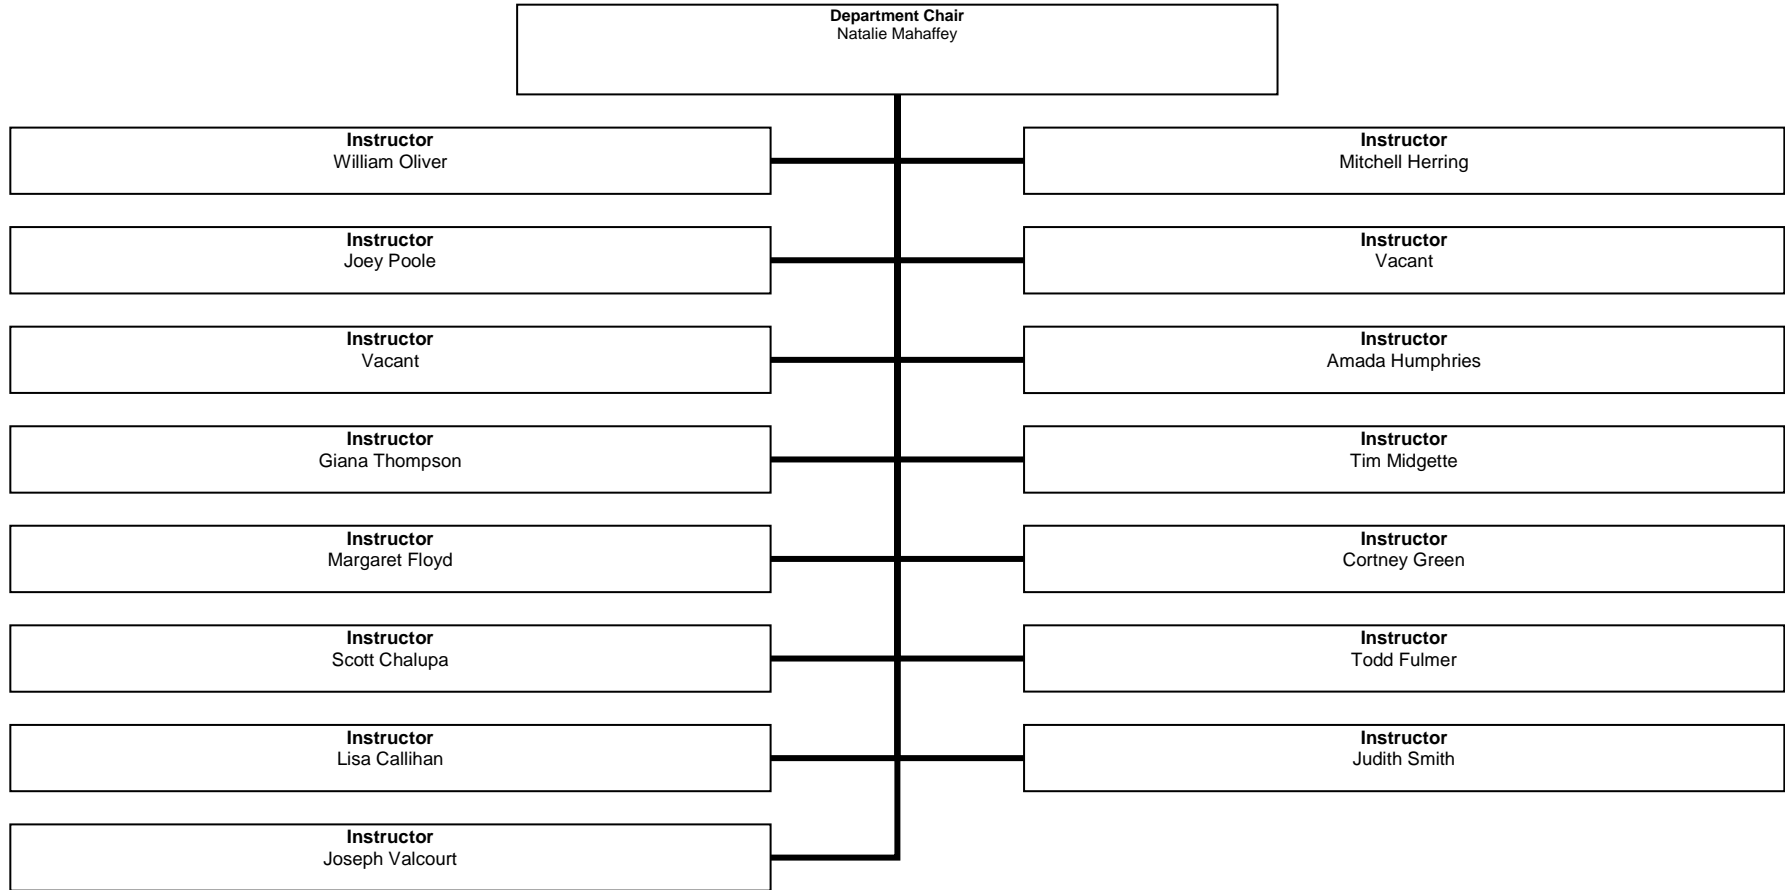 Department Chair
Natalie Mahaffey
Instructor
William Oliver
Instructor
Mitchell Herring
Instructor
Joey Poole
Instructor
Vacant
Instructor
Vacant
Instructor
Amada Humphries
Instructor
Giana Thompson
Instructor
Tim Midgette
Instructor
Margaret Floyd
Instructor
Cortney Green
Instructor
Scott Chalupa
Instructor
Todd Fulmer
Instructor
Lisa Callihan
Instructor
Judith Smith
Instructor
Joseph Valcourt